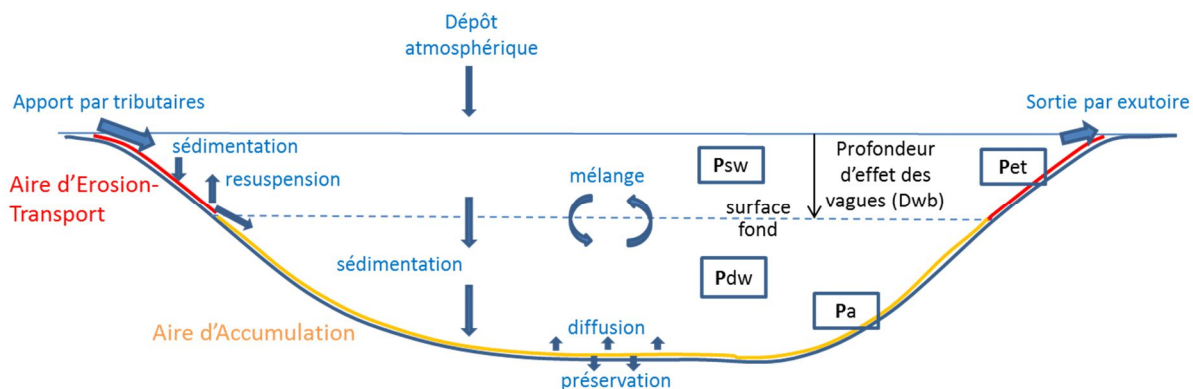 Dépôt
atmosphérique
Apport par tributaires
Sortie par exutoire
sédimentation
Psw
Profondeur
d'effet des
vagues (Dwb)
Pet
Aire d'Erosion-
Transport
resuspension
mélange
surface
fond
sédimentation
Pdw
Pa
Aire d'Accumulation
diffusion
préservation